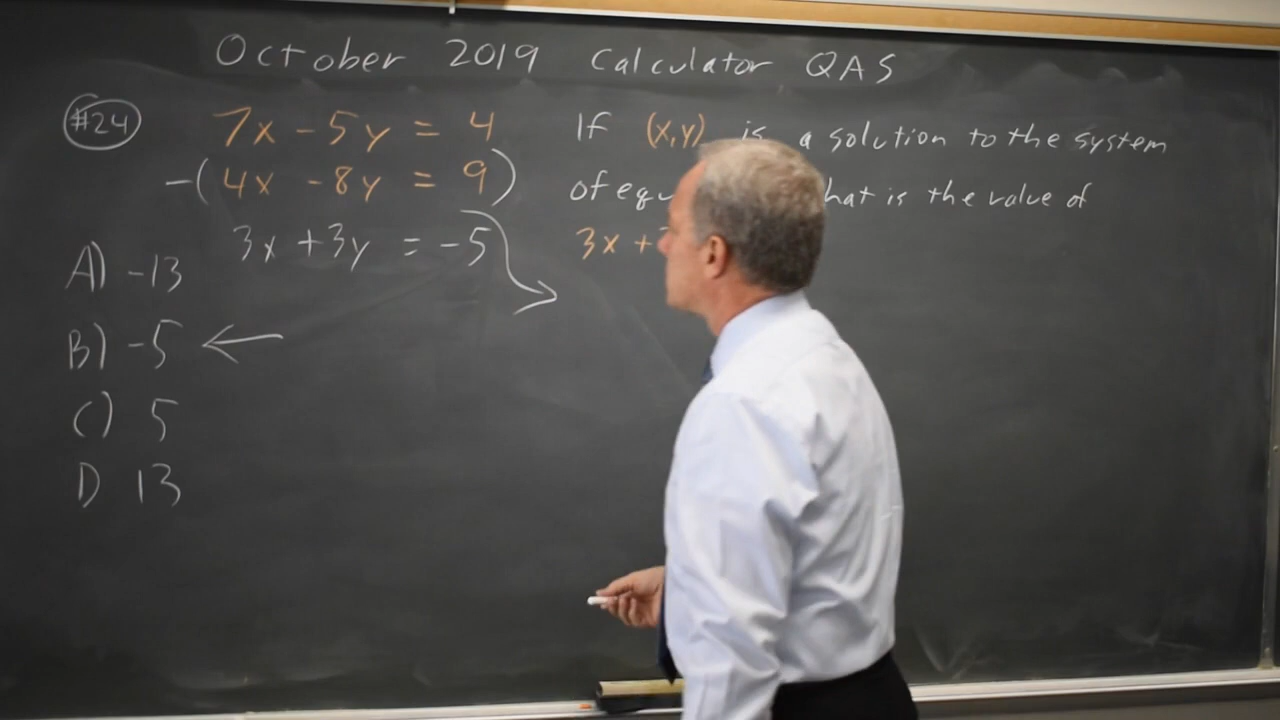 October 2019 Calculator QAS
#24
7x - 5y = 4
-(4x - 8y = 9)
3x + 3y = -5
If (x,y) is a solution to the system
of hat is the value of
3x +
A) -13
B) -5
C) 5
D 13